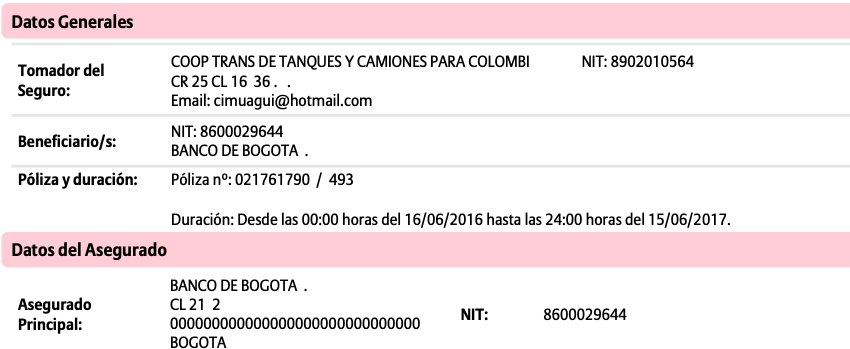 Datos Generales
Tomador del Seguro:
COOP TRANS DE TANQUES Y CAMIONES PARA COLOMBI NIT: 8902010564
CR 25 CL 16 36 . .
Email: cimuagui@hotmail.com
Beneficiario/s:
NIT: 8600029644
BANCO DE BOGOTA .
Póliza y duración: Póliza nº: 021761790 / 493
Duración: Desde las 00:00 horas del 16/06/2016 hasta las 24:00 horas del 15/06/2017.
Datos del Asegurado
Asegurado Principal:
BANCO DE BOGOTA .
CL 21 2
0000000000000000000000000000
BOGOTA
NIT: 8600029644